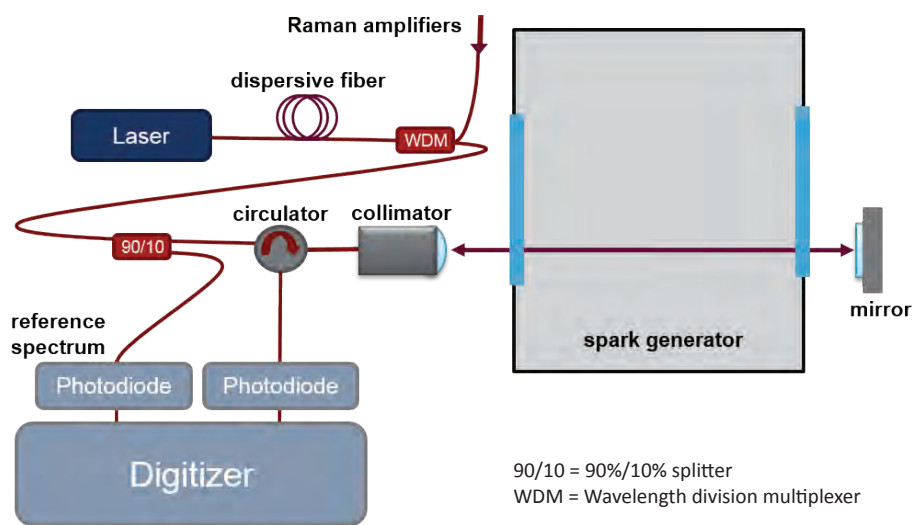 Raman amplifiers
dispersive fiber
Laser
WDM
circulator
collimator
90/10
mirror
reference
spectrum
spark generator
Photodiode
Photodiode
Digitizer
90/10 = 90%/10% splitter
WDM = Wavelength division multiplexer